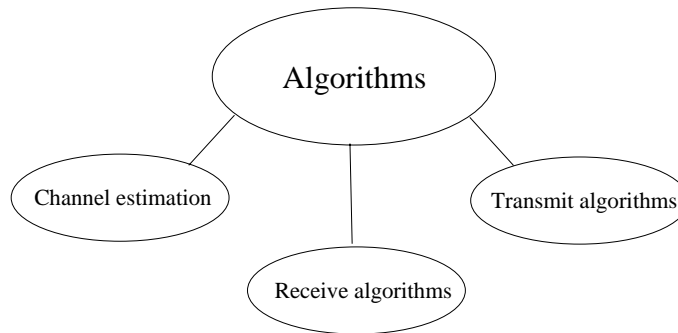 Algorithms
Channel estimation
Transmit algorithms
Receive algorithms